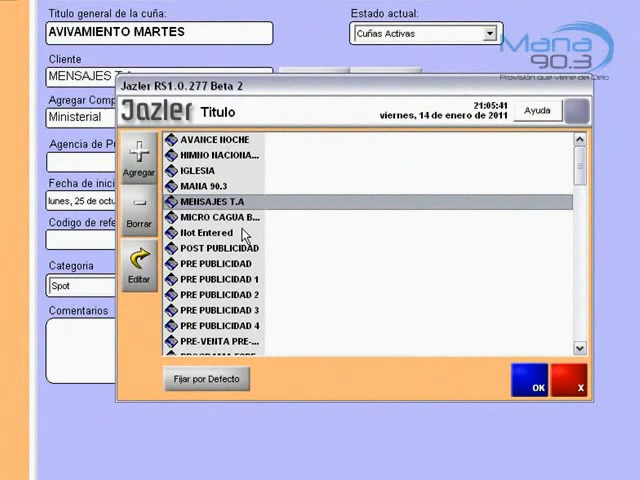 Titulo general de la cuña:
AVIVAMIENTO MARTES
Estado actual:
Cuñas Activas
Mana
90.3
Provisión que viene del Cielo
Cliente
MENSAJES T.A
Jazler RS1.0.277 Beta 2
Agregar Comp
Ministerial
Jazler Titulo
21:05:41
viernes, 14 de enero de 2011
Ayuda
Agencia de Pu
Fecha de inici
lunes, 25 de octu
Codigo de refe
Categoria
Spot
Comentarios
Agregar
Borrar
Editar
AVANCE NOCHE
HIMNO NACIONA...
IGLESIA
MANA 90.3
MENSAJES T.A
MICRO CAGUA B...
Not Entered
POST PUBLICIDAD
PRE PUBLICIDAD
PRE PUBLICIDAD 1
PRE PUBLICIDAD 2
PRE PUBLICIDAD 3
PRE PUBLICIDAD 4
PRE-VENTA PRE-...
Fijar por Defecto
OK
X